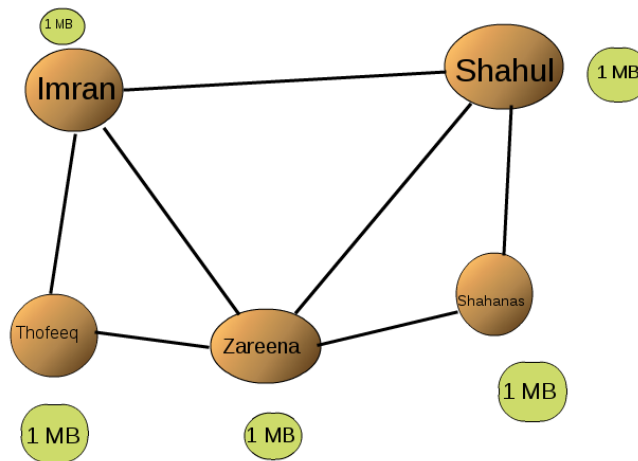 1 MB
Imran
Shahul
1 MB
Shahanas
Thofeeq
Zareena
1 MB
1 MB
1 MB